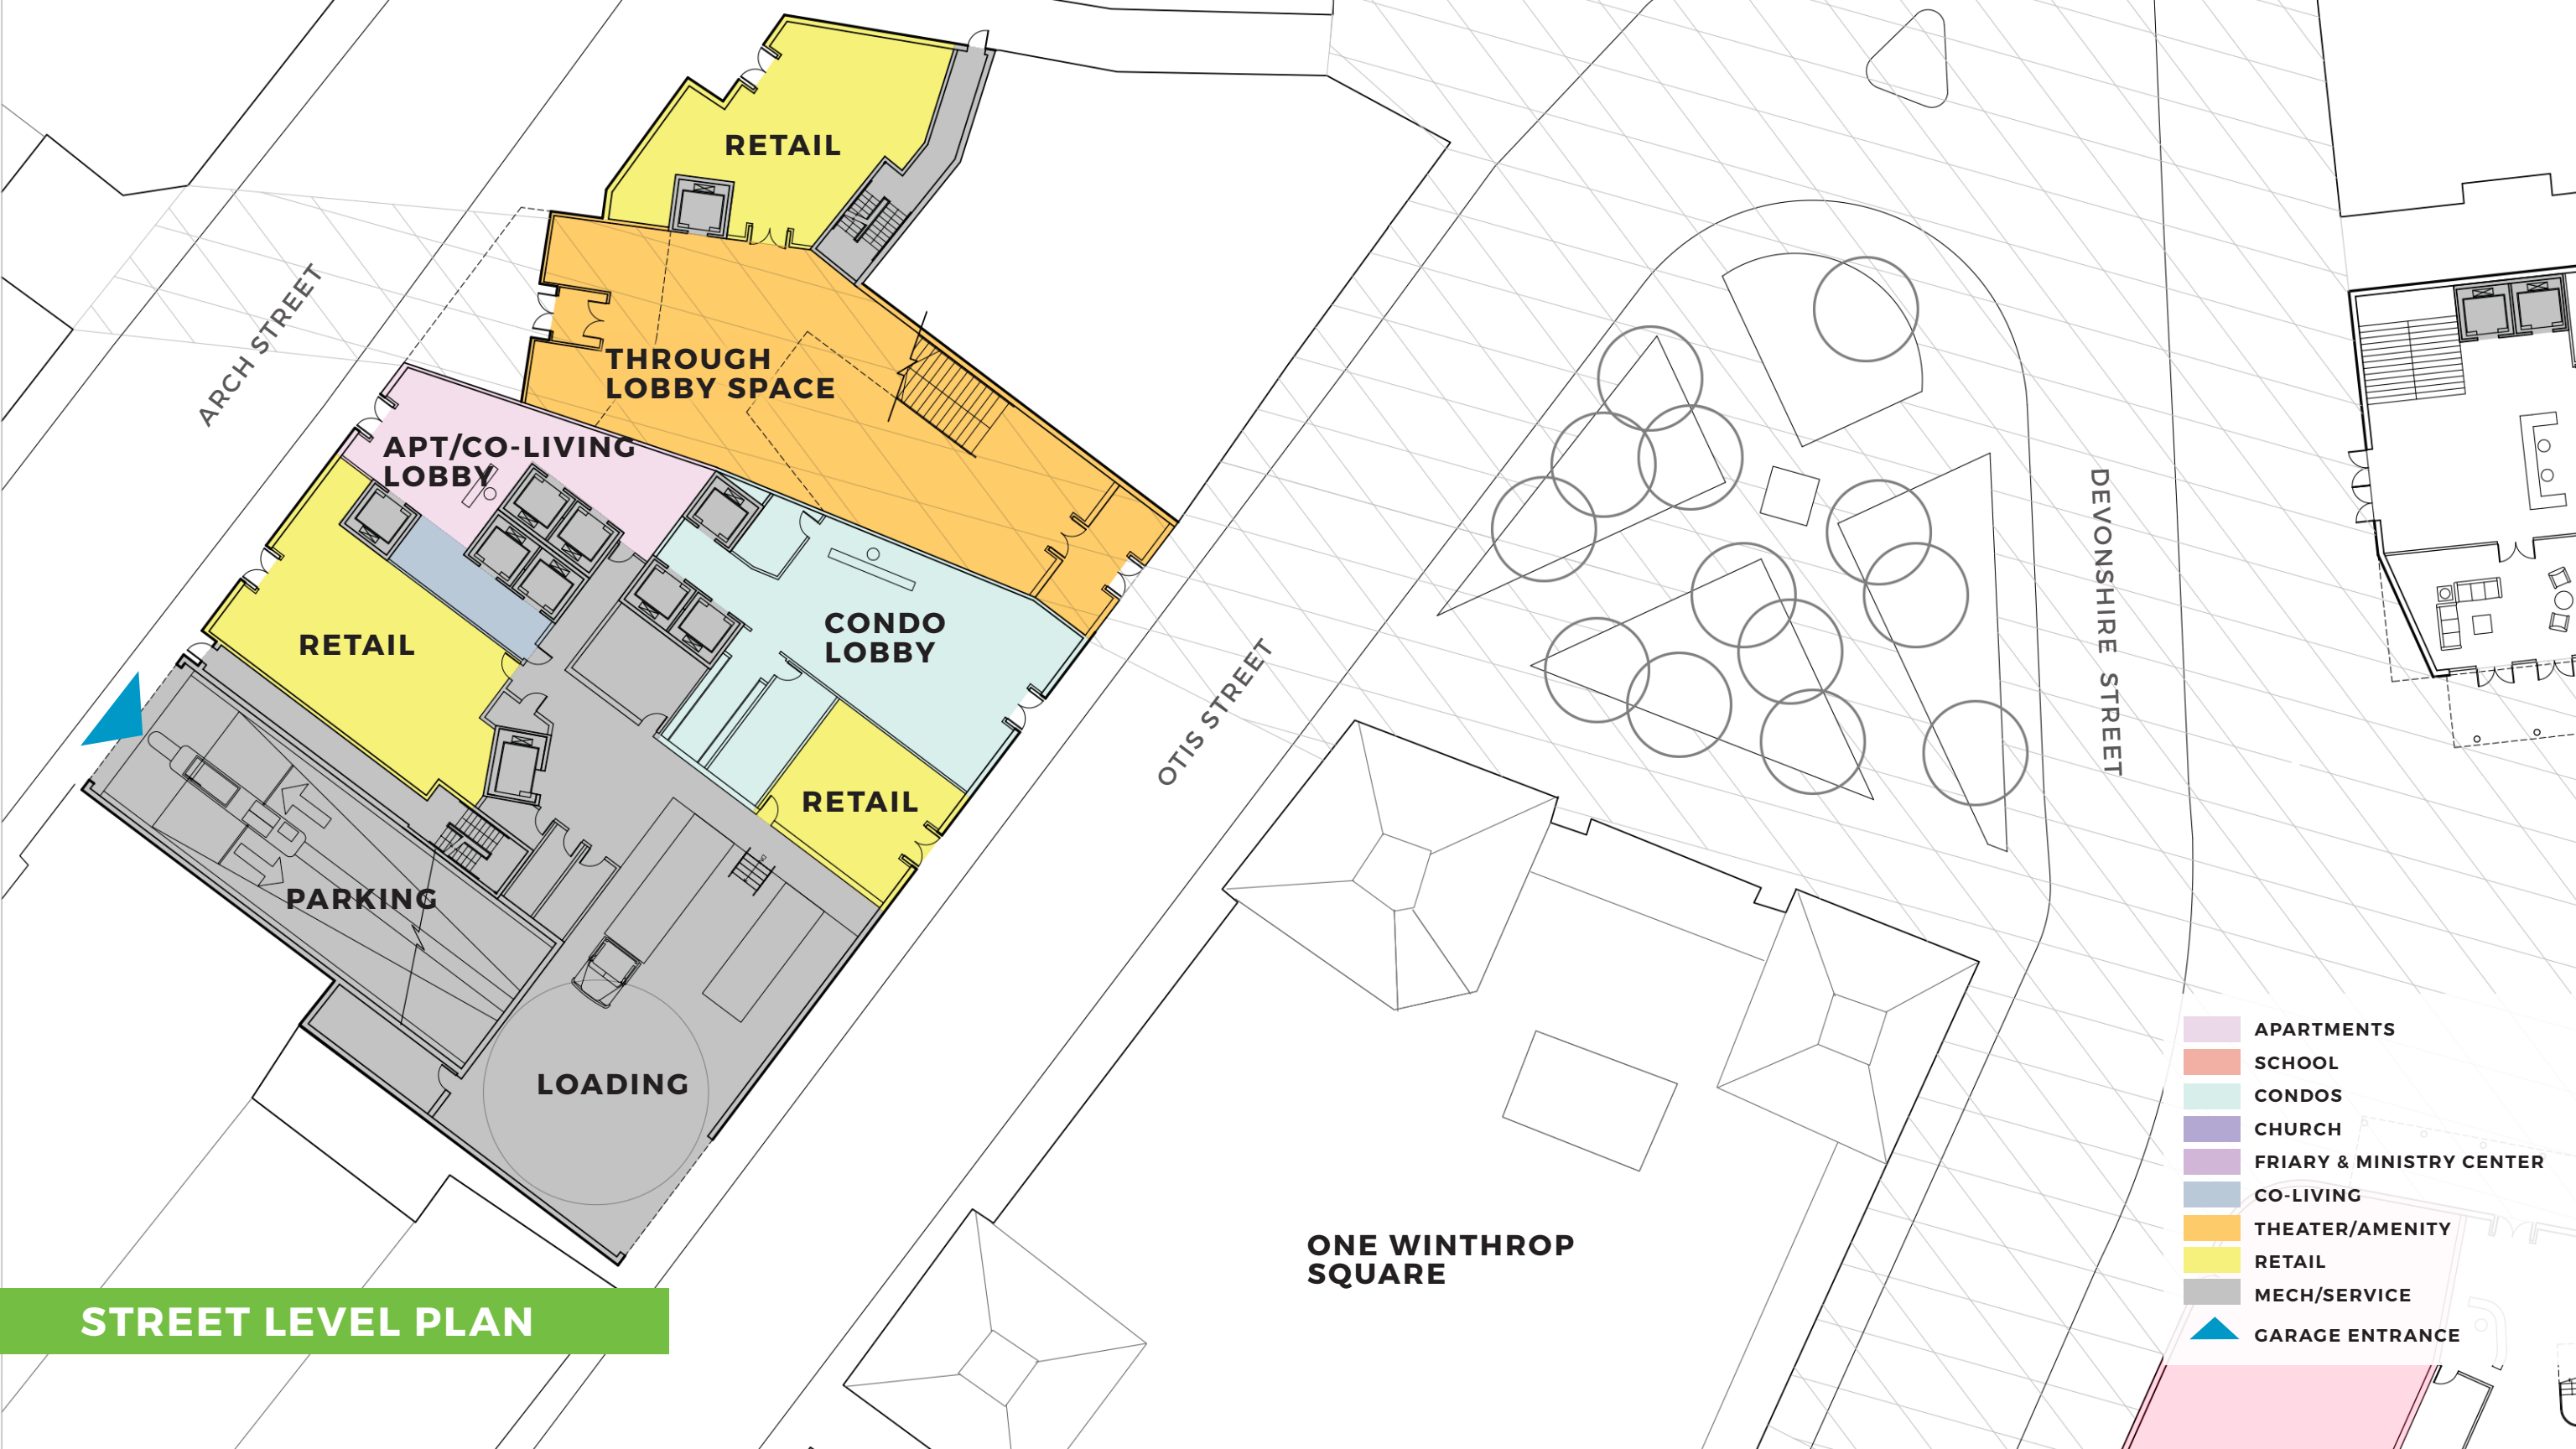 RETAIL
ARCH STREET
THROUGH
LOBBY SPACE
APT/CO-LIVING
LOBBY
RETAIL
CONDO
LOBBY
RETAIL
OTIS STREET
DEVONSHIRE STREET
PARKING
LOADING
ONE WINTHROP
SQUARE
STREET LEVEL PLAN
APARTMENTS
SCHOOL
CONDOS
CHURCH
FRIARY & MINISTRY CENTER
CO-LIVING
THEATER/AMENITY
RETAIL
MECH/SERVICE
GARAGE ENTRANCE